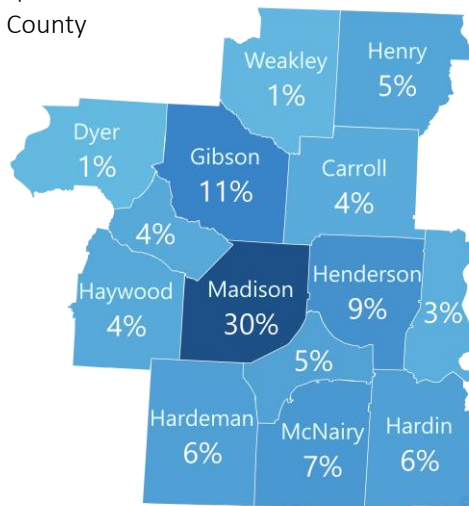 County
Weakley
1%
Henry
5%
Dyer
1%
Gibson
11%
Carroll
4%
4%
Haywood
4%
Madison
30%
Henderson
9%
3%
5%
Hardeman
6%
McNairy
7%
Hardin
6%